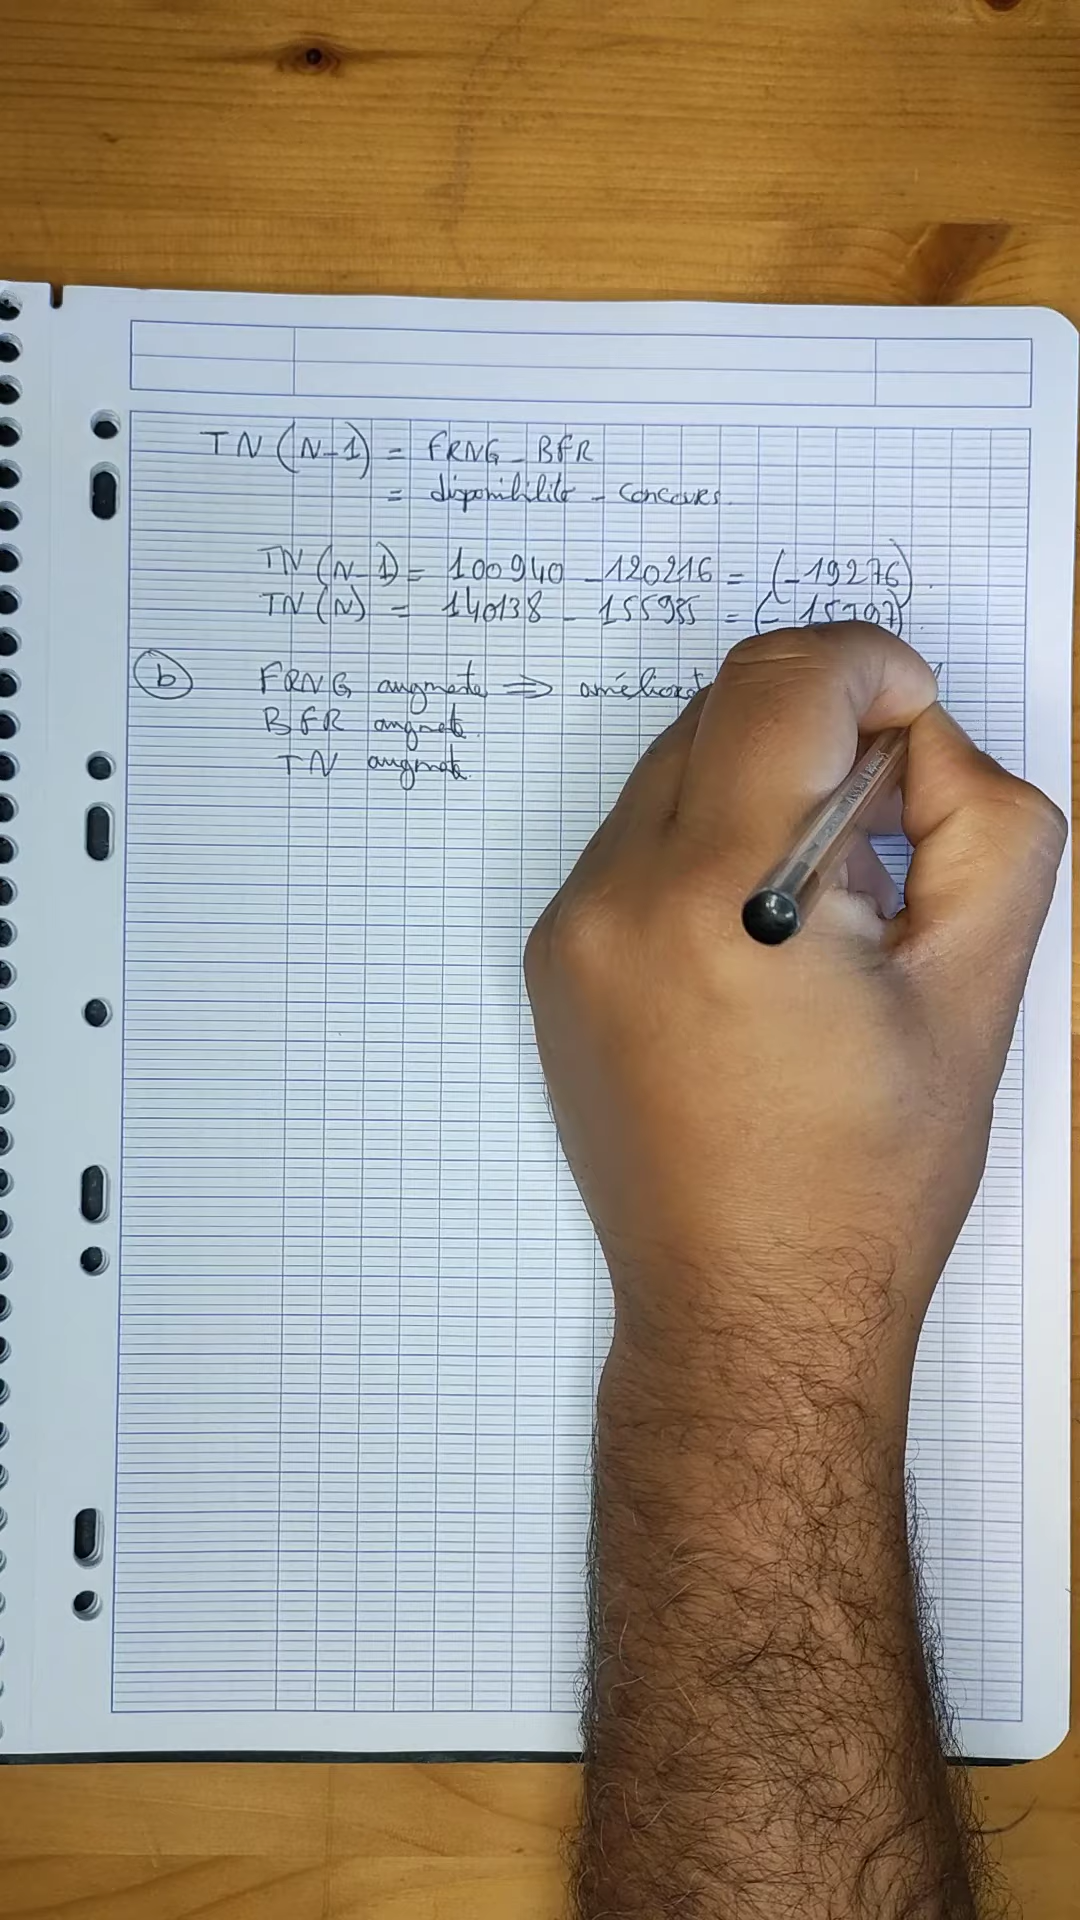 TN (N-1) = FRNG - BFR
= disponibilité - concours.
TN (N-1) = 100940 - 120216 = (-19276).
TN (N) = 140138 - 155935 = (-15797).
b FRNG augmente ⇒
BFR augmente.
TN augmente.